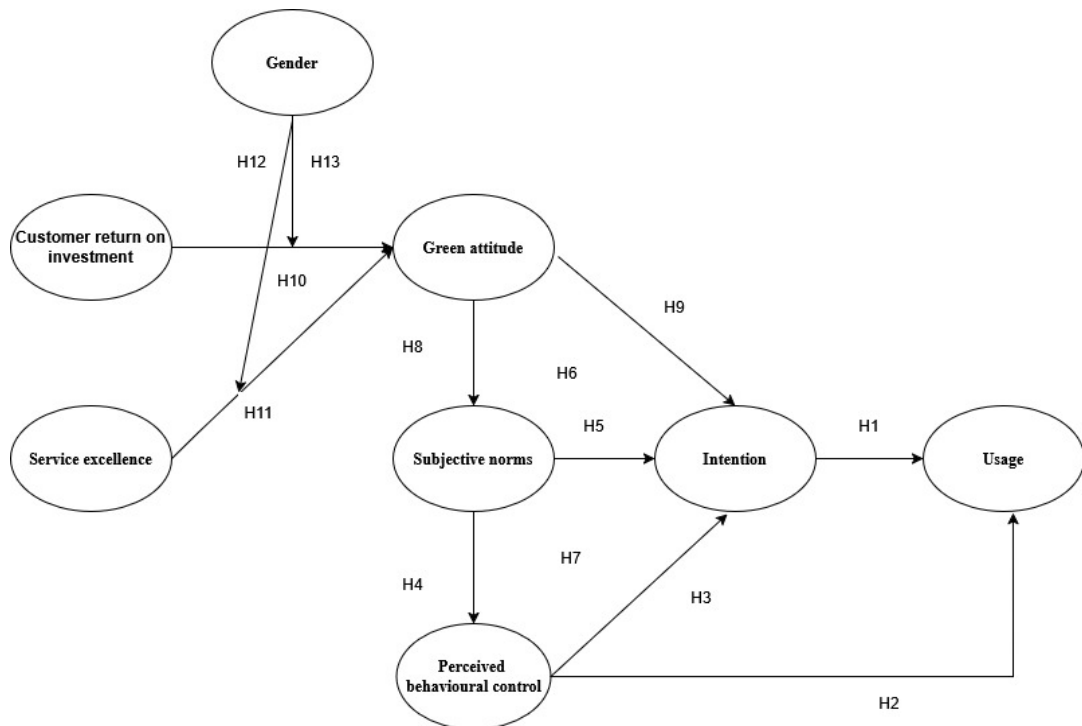 Gender
H12
H13
Customer return on
investment
Green attitude
H10
H9
H8
H6
H11
H5
H1
Service excellence
Subjective norms
Intention
Usage
H4
H7
H3
Perceived
behavioural control
H2